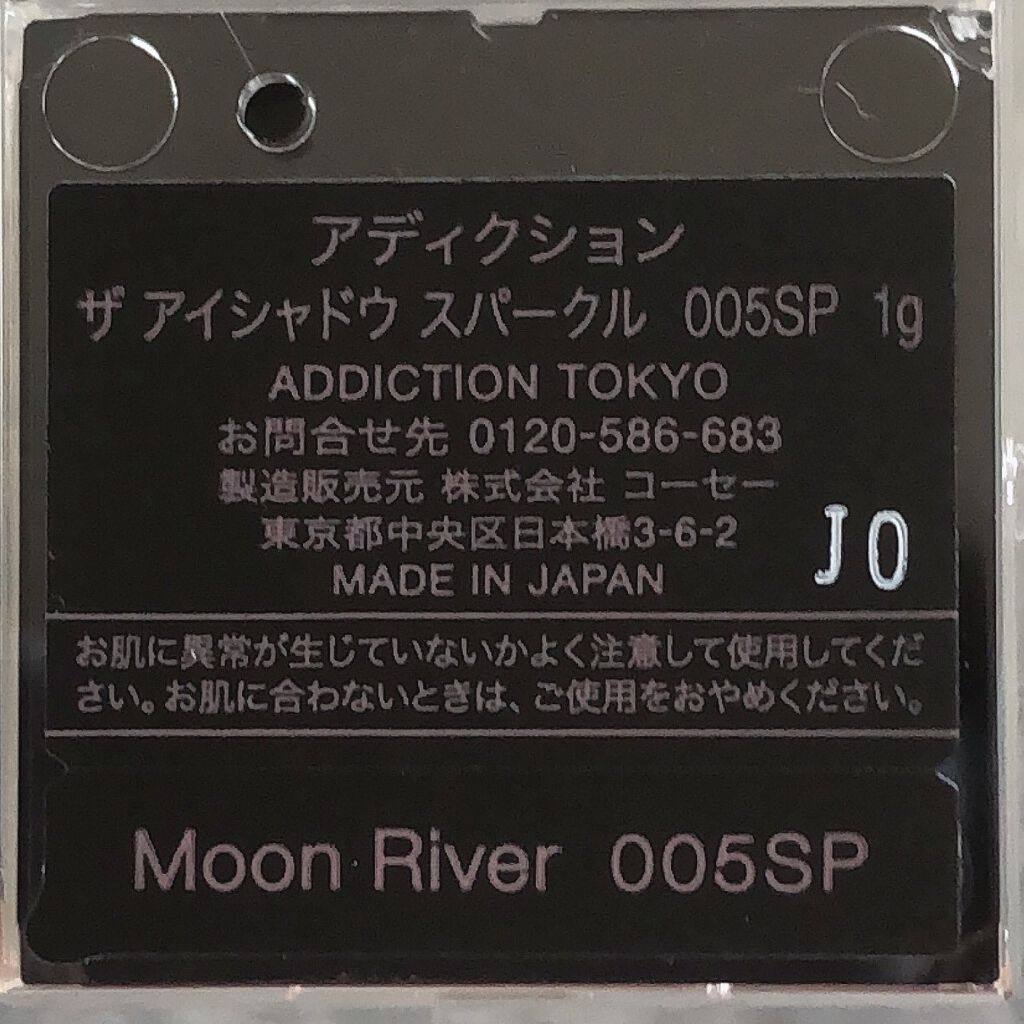 アディクション
ザ アイシャドウ スパークル 005SP 1g
ADDICTION TOKYO
お問合せ先 0120-586-683
製造販売元 株式会社 コーセー
東京都中央区日本橋3-6-2
MADE IN JAPAN
JO
お肌に異常が生じていないかよく注意して使用してくだ
さい。お肌に合わないときは、ご使用をおやめください。
Moon River 005SP